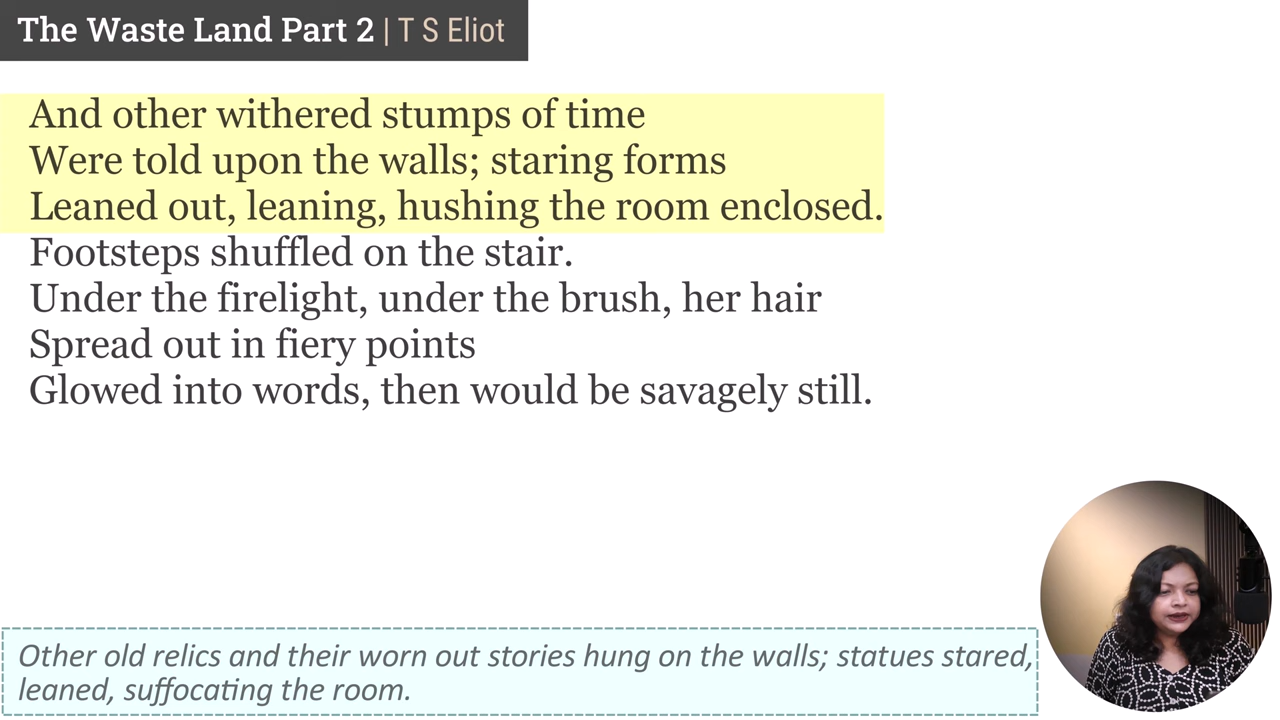 The Waste Land Part 2 | T S Eliot
And other withered stumps of time
Were told upon the walls; staring forms
Leaned out, leaning, hushing the room enclosed.
Footsteps shuffled on the stair.
Under the firelight, under the brush, her hair
Spread out in fiery points
Glowed into words, then would be savagely still.
Other old relics and their worn out stories hung on the walls; statues stared,
leaned, suffocating the room.